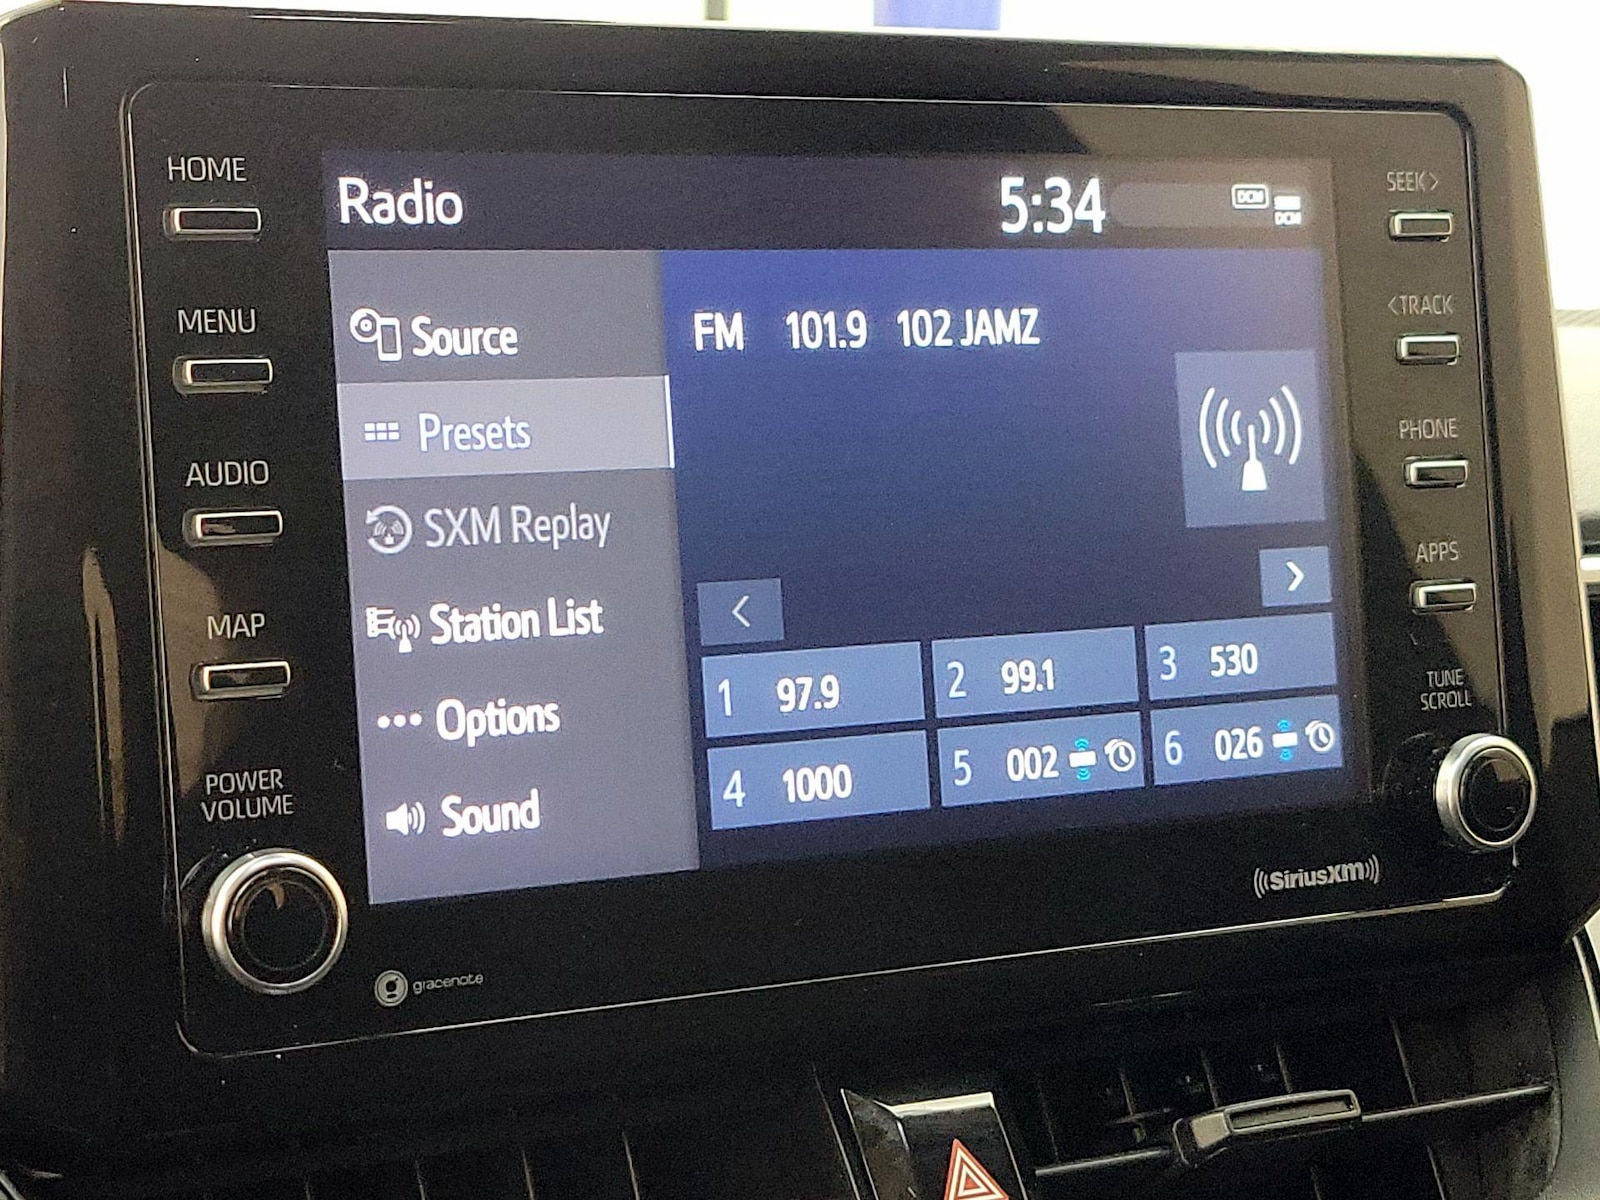 HOME
MENU
AUDIO
MAP
POWER
VOLUME
Radio
5:34
DCM
DCM
Source
Presets
SXM Replay
Station List
Options
Sound
FM 101.9 102 JAMZ
<
>
1 97.9
2 99.1
3 530
4 1000
5 002
6 026
SEEK>
<TRACK
PHONE
APPS
TUNE
SCROLL
gracenote
((SiriusXM))